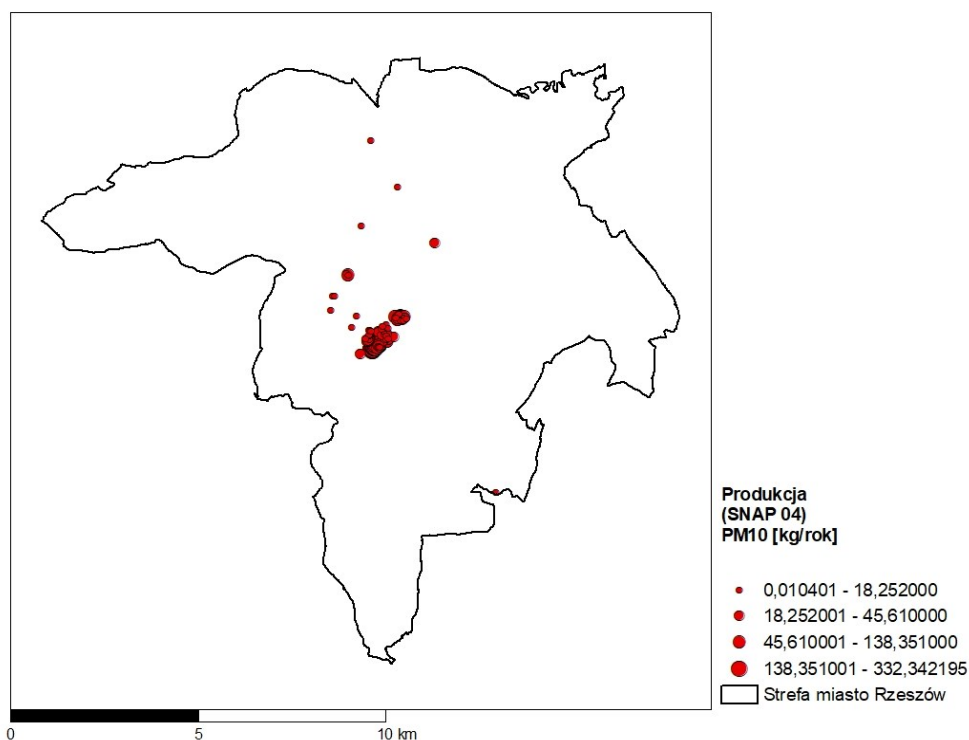 Produkcja
(SNAP 04)
PM10 [kg/rok]
0,010401 - 18,252000
18,252001 - 45,610000
45,610001 - 138,351000
138,351001 - 332,342195
Strefa miasto Rzeszów
0 5 10 km